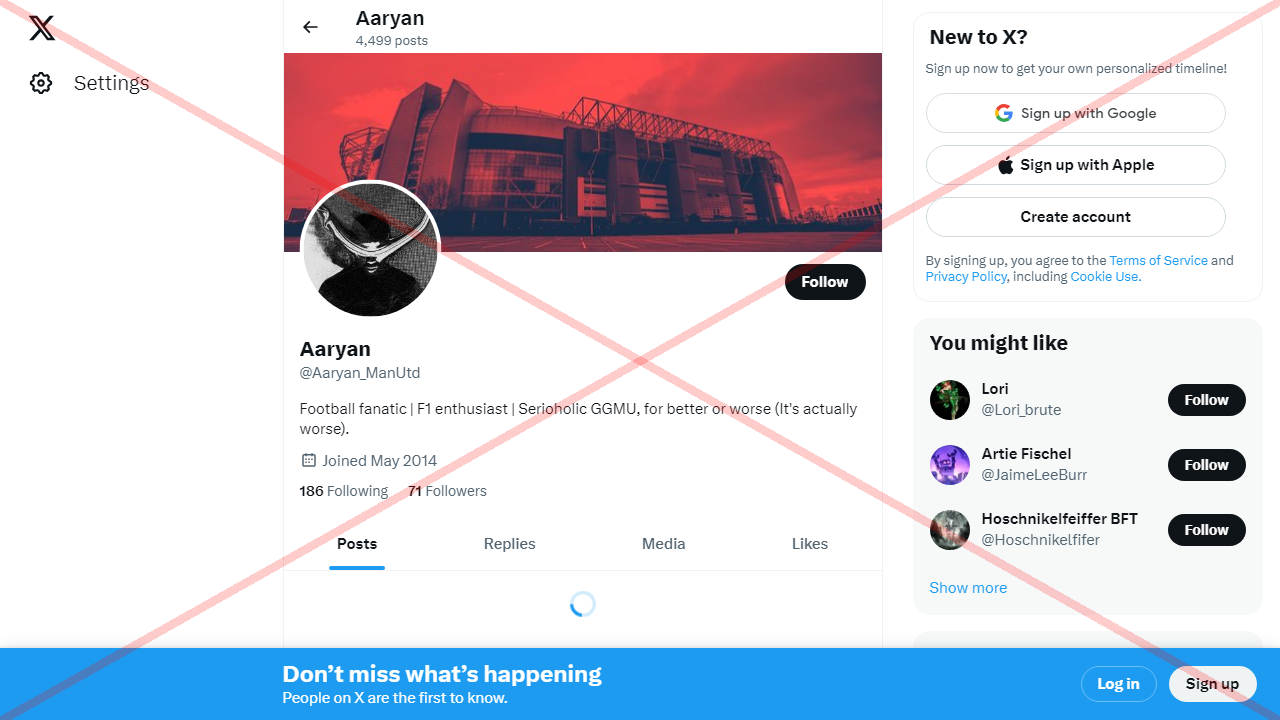 Settings
Aaryan
4,499 posts
Follow
Aaryan
@Aaryan_ManUtd
Football fanatic | F1 enthusiast | Serioholic GGMU, for better or worse (It's actually
worse).
Joined May 2014
186 Following 71 Followers
Posts Replies Media Likes
New to X?
Sign up now to get your own personalized timeline!
Sign up with Google
Sign up with Apple
Create account
By signing up, you agree to the Terms of Service and
Privacy Policy, including Cookie Use.
You might like
Lori
@Lori_brute
Follow
Artie Fischel
@JaimeLeeBurr
Follow
Hoschnikelfeiffer BFT
@Hoschnikelfifer
Follow
Show more
Don’t miss what’s happening
People on X are the first to know.
Log in
Sign up